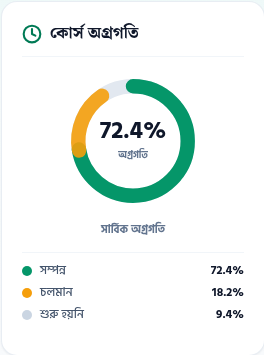 কোর্স অগ্রগতি
72.4%
অগ্রগতি
সার্বিক অগ্রগতি
সম্পন্ন 72.4%
চলমান 18.2%
শুরু হয়নি 9.4%